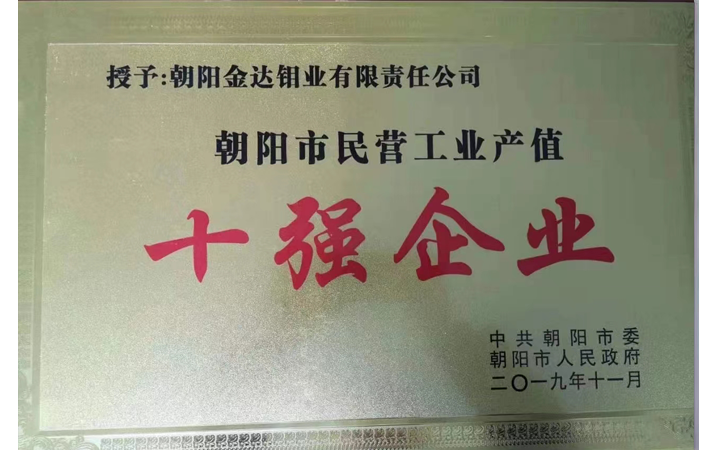 授予:朝阳金达钼业有限责任公司
朝阳市民营工业产值
十强企业
中共朝阳市委
朝阳市人民政府
二〇一九年十一月